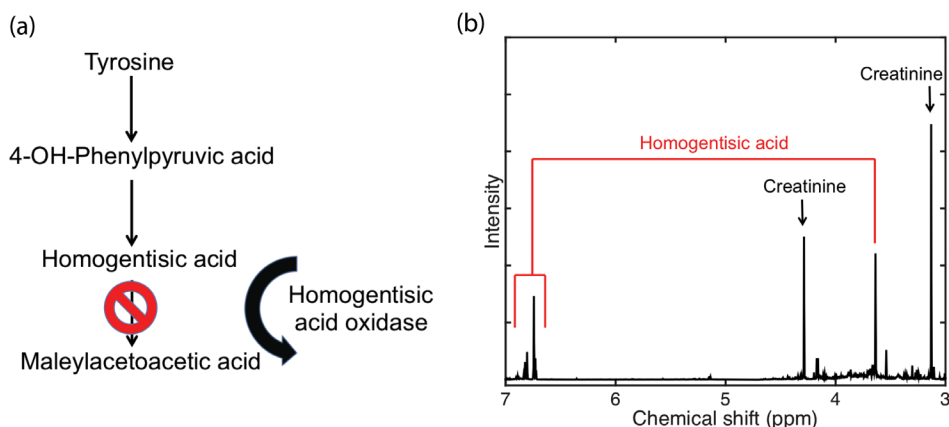 (a)
Tyrosine
4-OH-Phenylpyruvic acid
Homogentisic acid
Homogentisic
acid oxidase
Maleylacetoacetic acid
(b)
Creatinine
Homogentisic acid
Creatinine
Intensity
7 6 5 4 3
Chemical shift (ppm)